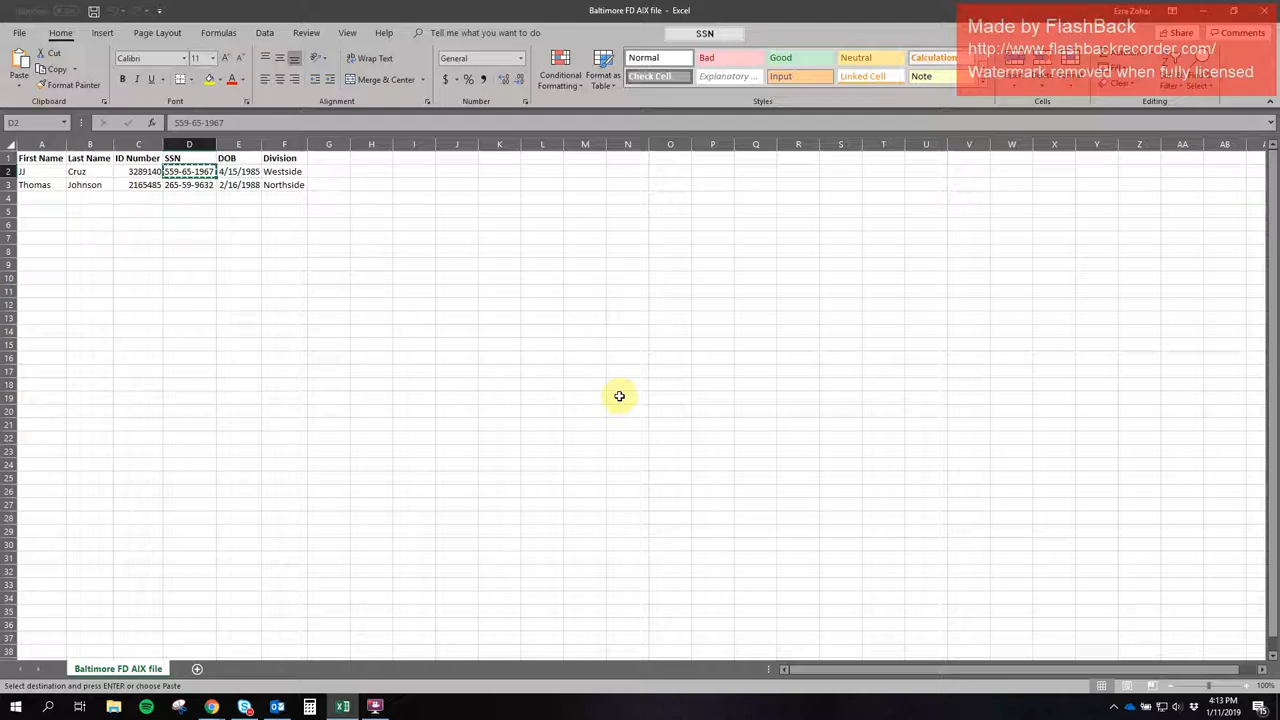 Baltimore FD AIX file - Excel
Ezra Zohar
Made by FlashBack
http://www.flashbackrecorder.com/
Watermark removed when fully licensed
File Home Insert Page Layout Formulas Data Review View Help Tell me what you want to do
SSN
Share Comments
Paste Cut Copy Format Painter
Calibri 11
B I U
Wrap Text
Merge & Center
General
$ % ,
Conditional Formatting
Format as Table
Normal Bad Good Neutral Calculation
Check Cell Explanatory ... Input Linked Cell Note
Fill
Clear
Sort & Filter Find & Select
Clipboard Font Alignment Number Styles Cells Editing
D2 fx 559-65-1967
A B C D E F G H I J K L M N O P Q R S T U V W X Y Z AA AB
1 First Name Last Name ID Number SSN DOB Division
2 JJ Cruz 3289140 559-65-1967 4/15/1985 Westside
3 Thomas Johnson 2165485 265-59-9632 2/16/1988 Northside
4
5
6
7
8
9
10
11
12
13
14
15
16
17
18
19
20
21
22
23
24
25
26
27
28
29
30
31
32
33
34
35
36
37
38
Baltimore FD AIX file
Select destination and press ENTER or choose Paste
100%
4:13 PM
1/11/2019
15